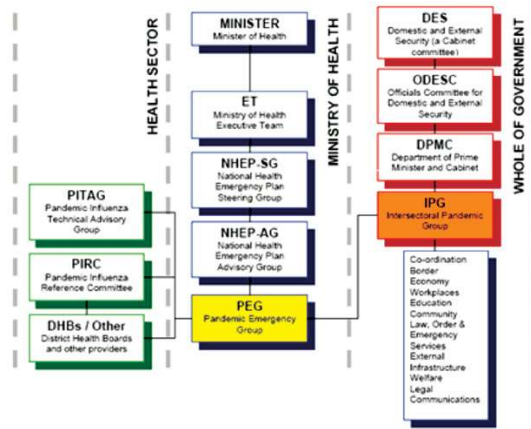 HEALTH SECTOR
PITAG
Pandemic Influenza
Technical Advisory
Group
PIRC
Pandemic Influenza
Reference Committee
DHBs / Other
District Health Boards
and other providers
MINISTRY OF HEALTH
MINISTER
Minister of Health
ET
Ministry of Health
Executive Team
NHEP-SG
National Health
Emergency Plan
Steering Group
NHEP-AG
National Health
Emergency Plan
Advisory Group
PEG
Pandemic Emergency
Group
WHOLE OF GOVERNMENT
DES
Domestic and External
Security (a Cabinet
committee)
ODESC
Officials Committee for
Domestic and External
Security
DPMC
Department of Prime
Minister and Cabinet
IPG
Intersectoral Pandemic
Group
Co-ordination
Border
Economy
Workplaces
Education
Community
Law, Order &
Emergency
Services
External
Infrastructure
Welfare
Legal
Communications